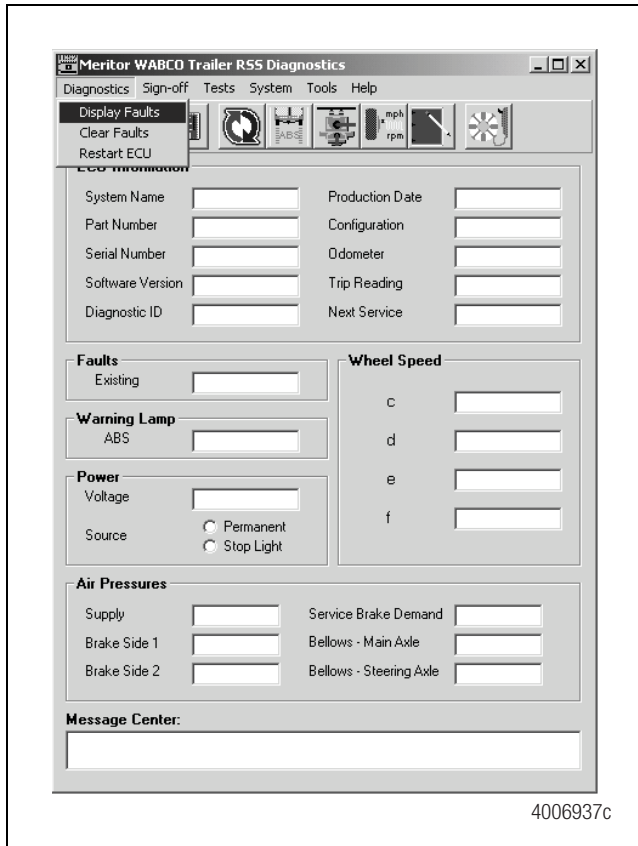 Meritor WABCO Trailer RSS Diagnostics
Diagnostics Sign-off Tests System Tools Help
Display Faults
Clear Faults
Restart ECU
ABS
mph
rpm
ECU Information
System Name Production Date
Part Number Configuration
Serial Number Odometer
Software Version Trip Reading
Diagnostic ID Next Service
Faults
Existing
Wheel Speed
c
d
e
f
Warning Lamp
ABS
Power
Voltage
Source
Permanent
Stop Light
Air Pressures
Supply Service Brake Demand
Brake Side 1 Bellows - Main Axle
Brake Side 2 Bellows - Steering Axle
Message Center:
4006937c